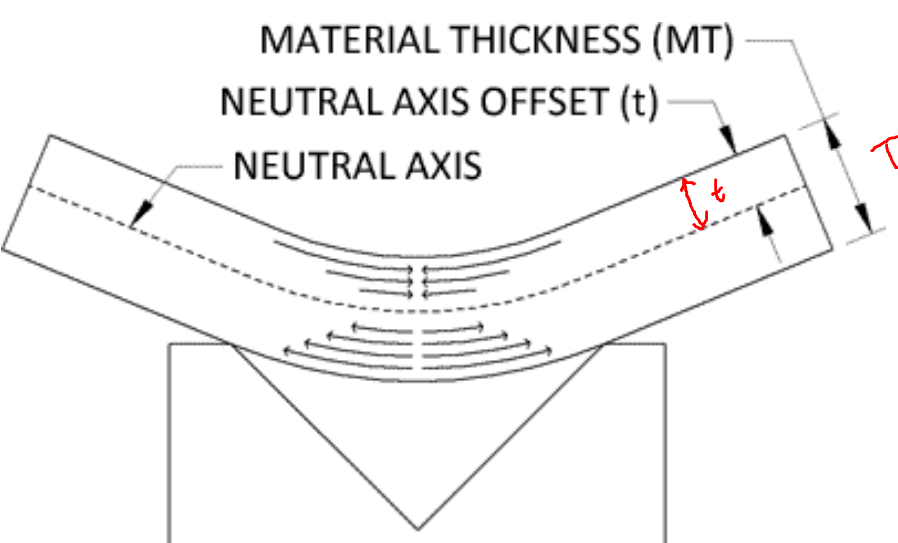 MATERIAL THICKNESS (MT)
NEUTRAL AXIS OFFSET (t)
NEUTRAL AXIS
t
T